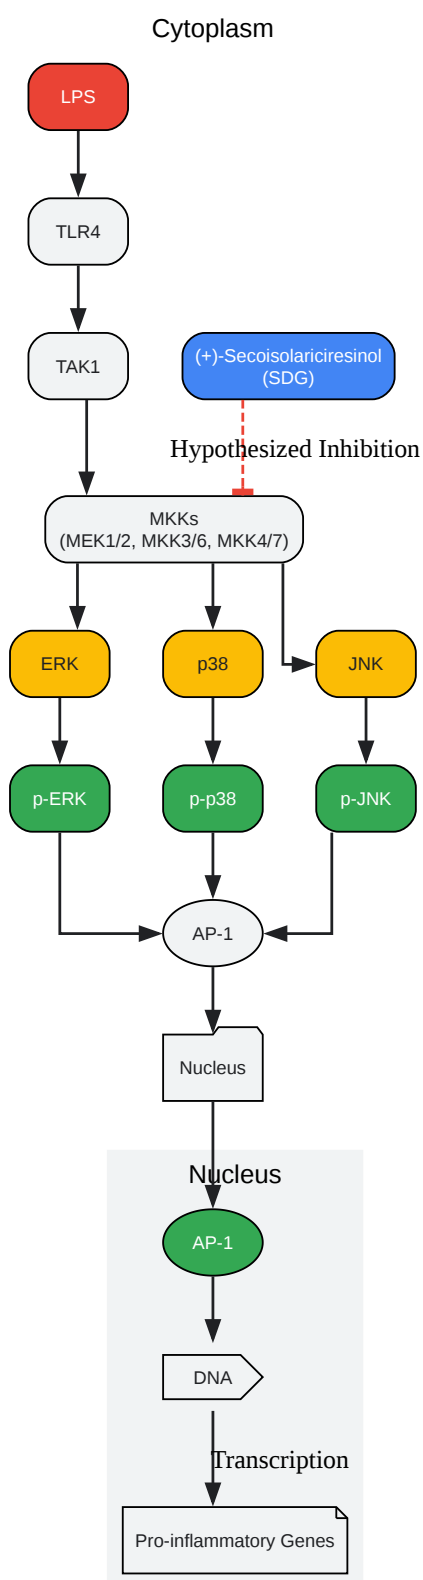 Cytoplasm
LPS
TLR4
TAK1
(+)-Secoisolariciresinol
(SDG)
Hypothesized Inhibition
MKKs
(MEK1/2, MKK3/6, MKK4/7)
ERK
p38
JNK
p-ERK
p-p38
p-JNK
AP-1
Nucleus
Nucleus
AP-1
DNA
Transcription
Pro-inflammatory Genes